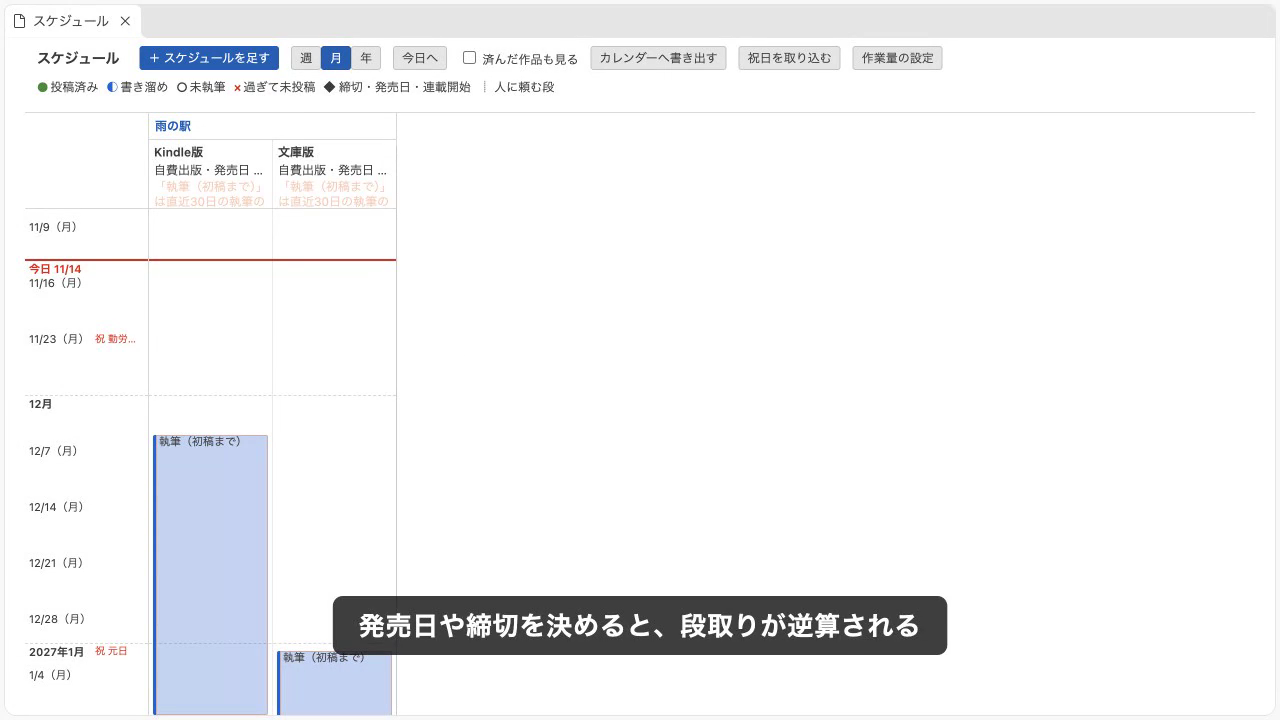 スケジュール ×
スケジュール
+ スケジュールを足す
週 月 年
今日へ
済んだ作品も見る
カレンダーへ書き出す
祝日を取り込む
作業量の設定
投稿済み 書き溜め 未執筆 ×過ぎて未投稿 ◆締切・発売日・連載開始 人に頼む段
雨の駅
Kindle版
自費出版・発売日 ...
「執筆（初稿まで）」
は直近30日の執筆の
文庫版
自費出版・発売日 ...
「執筆（初稿まで）」
は直近30日の執筆の
11/9（月）
今日 11/14
11/16（月）
11/23（月） 祝 勤労...
12月
執筆（初稿まで）
12/7（月）
12/14（月）
12/21（月）
12/28（月）
発売日や締切を決めると、段取りが逆算される
2027年1月 祝 元日
執筆（初稿まで）
1/4（月）